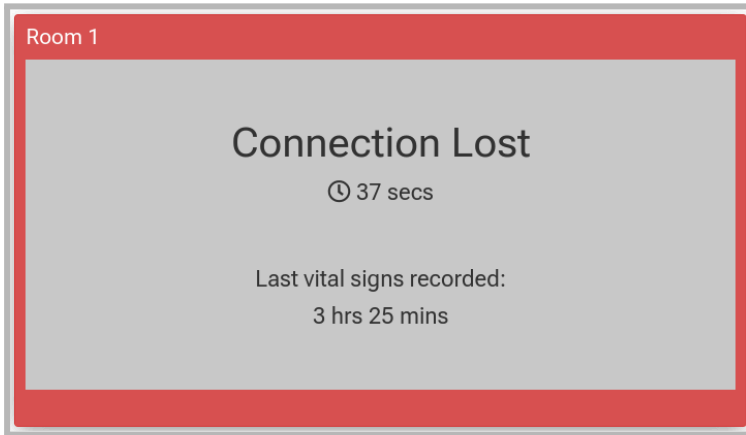 Room 1
Connection Lost
37 secs
Last vital signs recorded:
3 hrs 25 mins